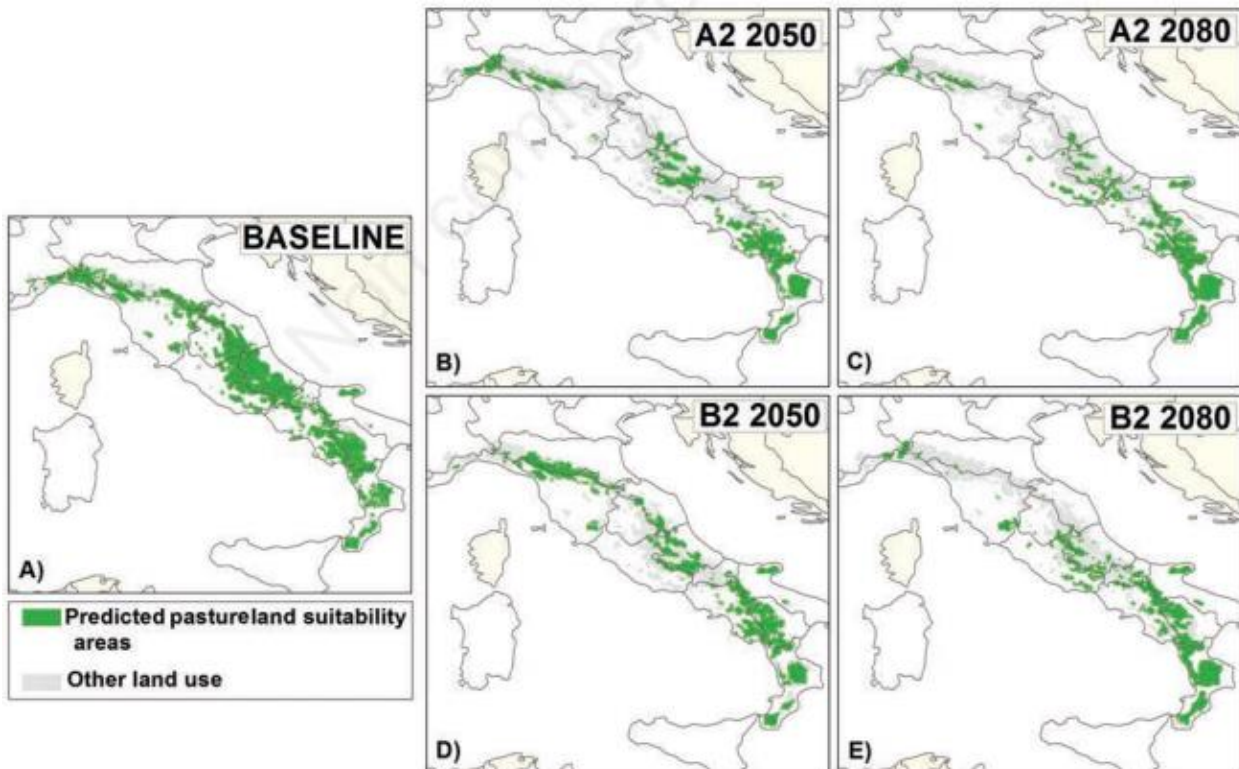 A2 2050
B)
A2 2080
C)
BASELINE
A)
B2 2050
D)
B2 2080
E)
Predicted pastureland suitability
areas
Other land use